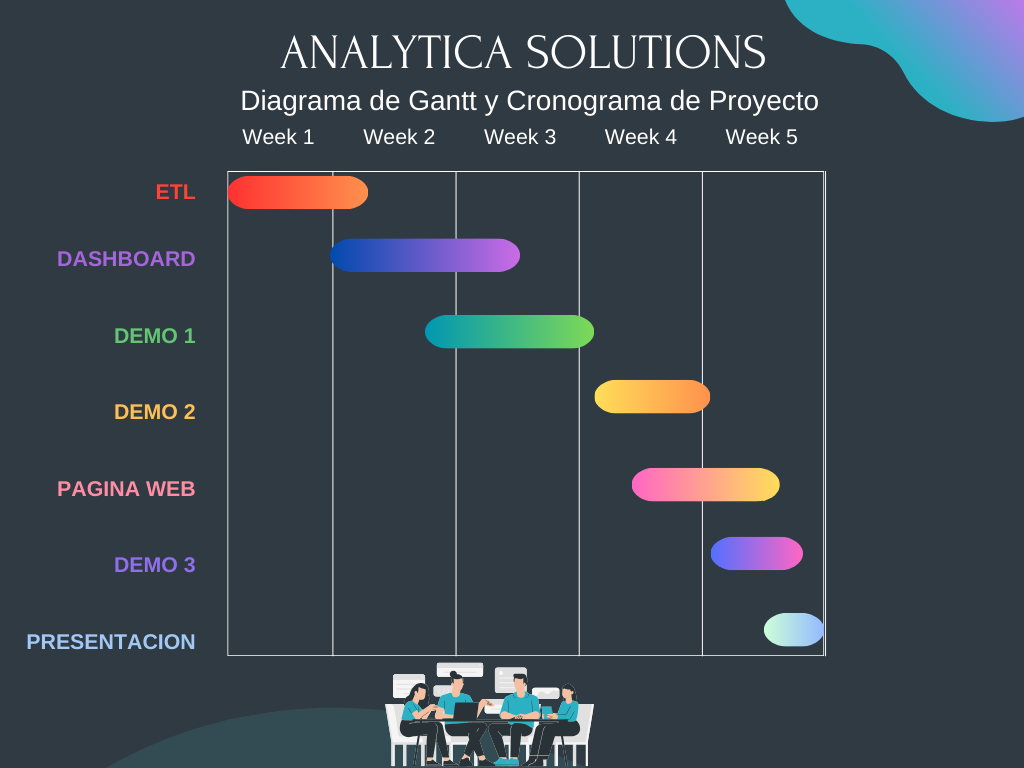 ANALYTICA SOLUTIONS
Diagrama de Gantt y Cronograma de Proyecto
Week 1 Week 2 Week 3 Week 4 Week 5
ETL
DASHBOARD
DEMO 1
DEMO 2
PAGINA WEB
DEMO 3
PRESENTACION